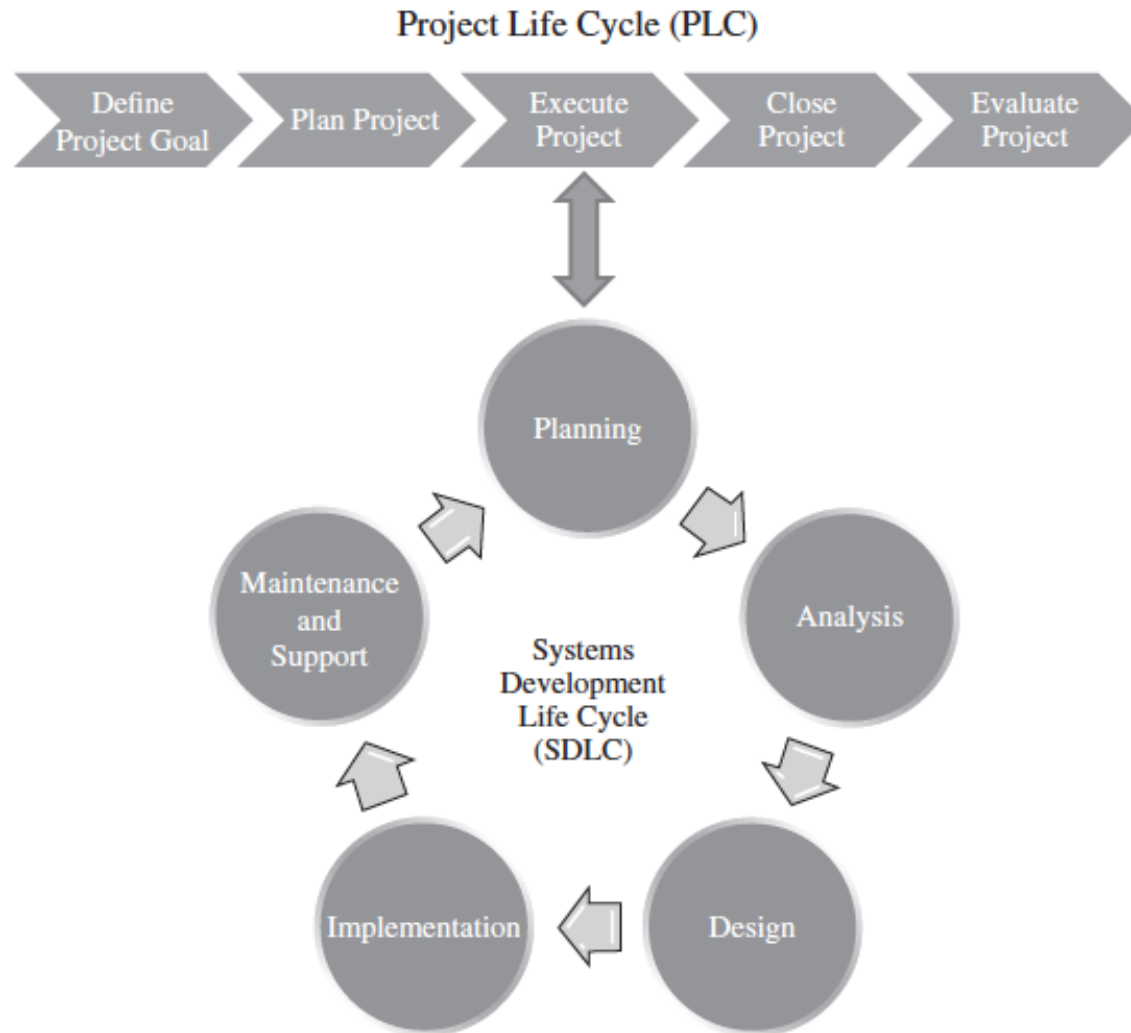 Project Life Cycle (PLC)
Define
Project Goal
Plan Project
Execute
Project
Close
Project
Evaluate
Project
Planning
Maintenance
and
Support
Analysis
Systems
Development
Life Cycle
(SDLC)
Implementation
Design